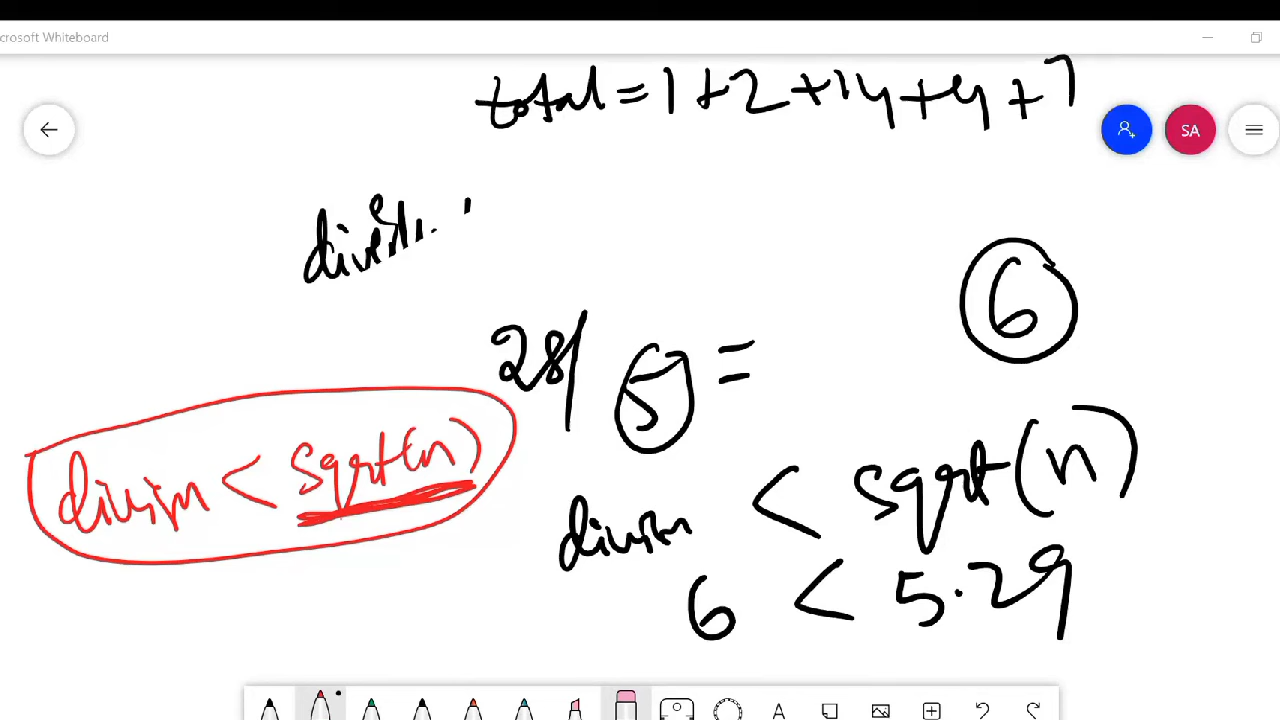 crosoft Whiteboard
total = 1 + 2 + 14 + 4 + 7
SA
6
28/ 5 =
divisor < sqrt(n)
divisor < sqrt(n)
6 < 5.29
A